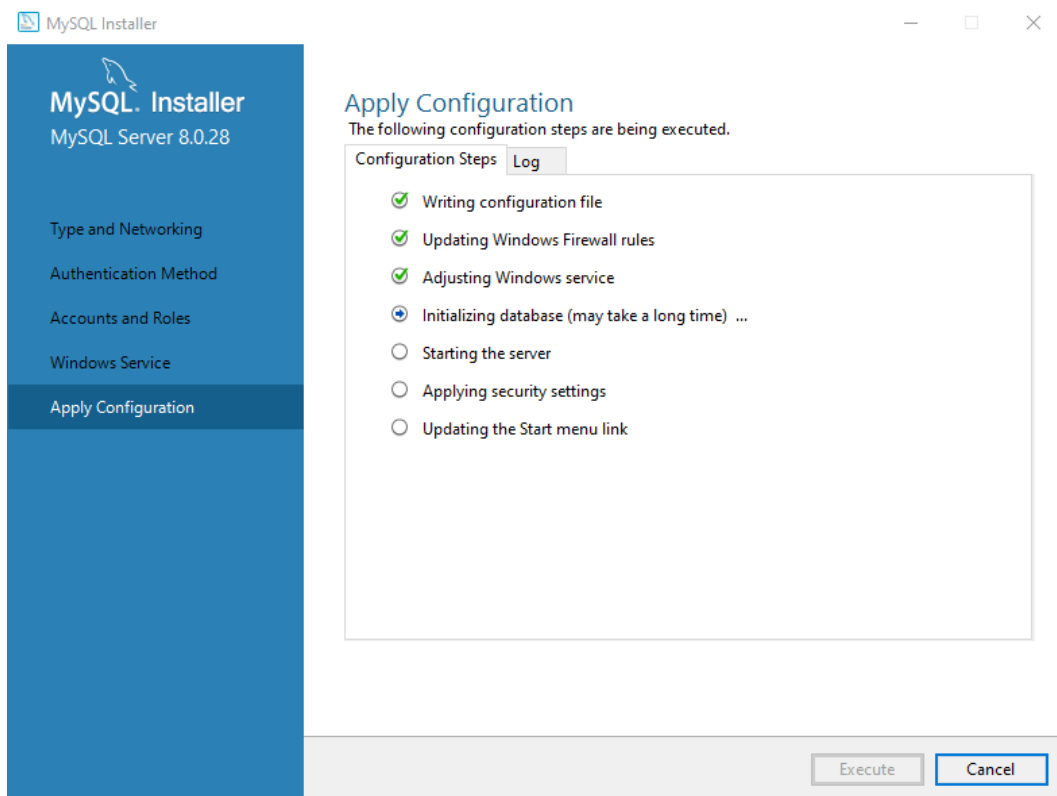 MySQL Installer
MySQL. Installer
MySQL Server 8.0.28
Type and Networking
Authentication Method
Accounts and Roles
Windows Service
Apply Configuration
Apply Configuration
The following configuration steps are being executed.
Configuration Steps Log
Writing configuration file
Updating Windows Firewall rules
Adjusting Windows service
Initializing database (may take a long time) ...
Starting the server
Applying security settings
Updating the Start menu link
Execute Cancel